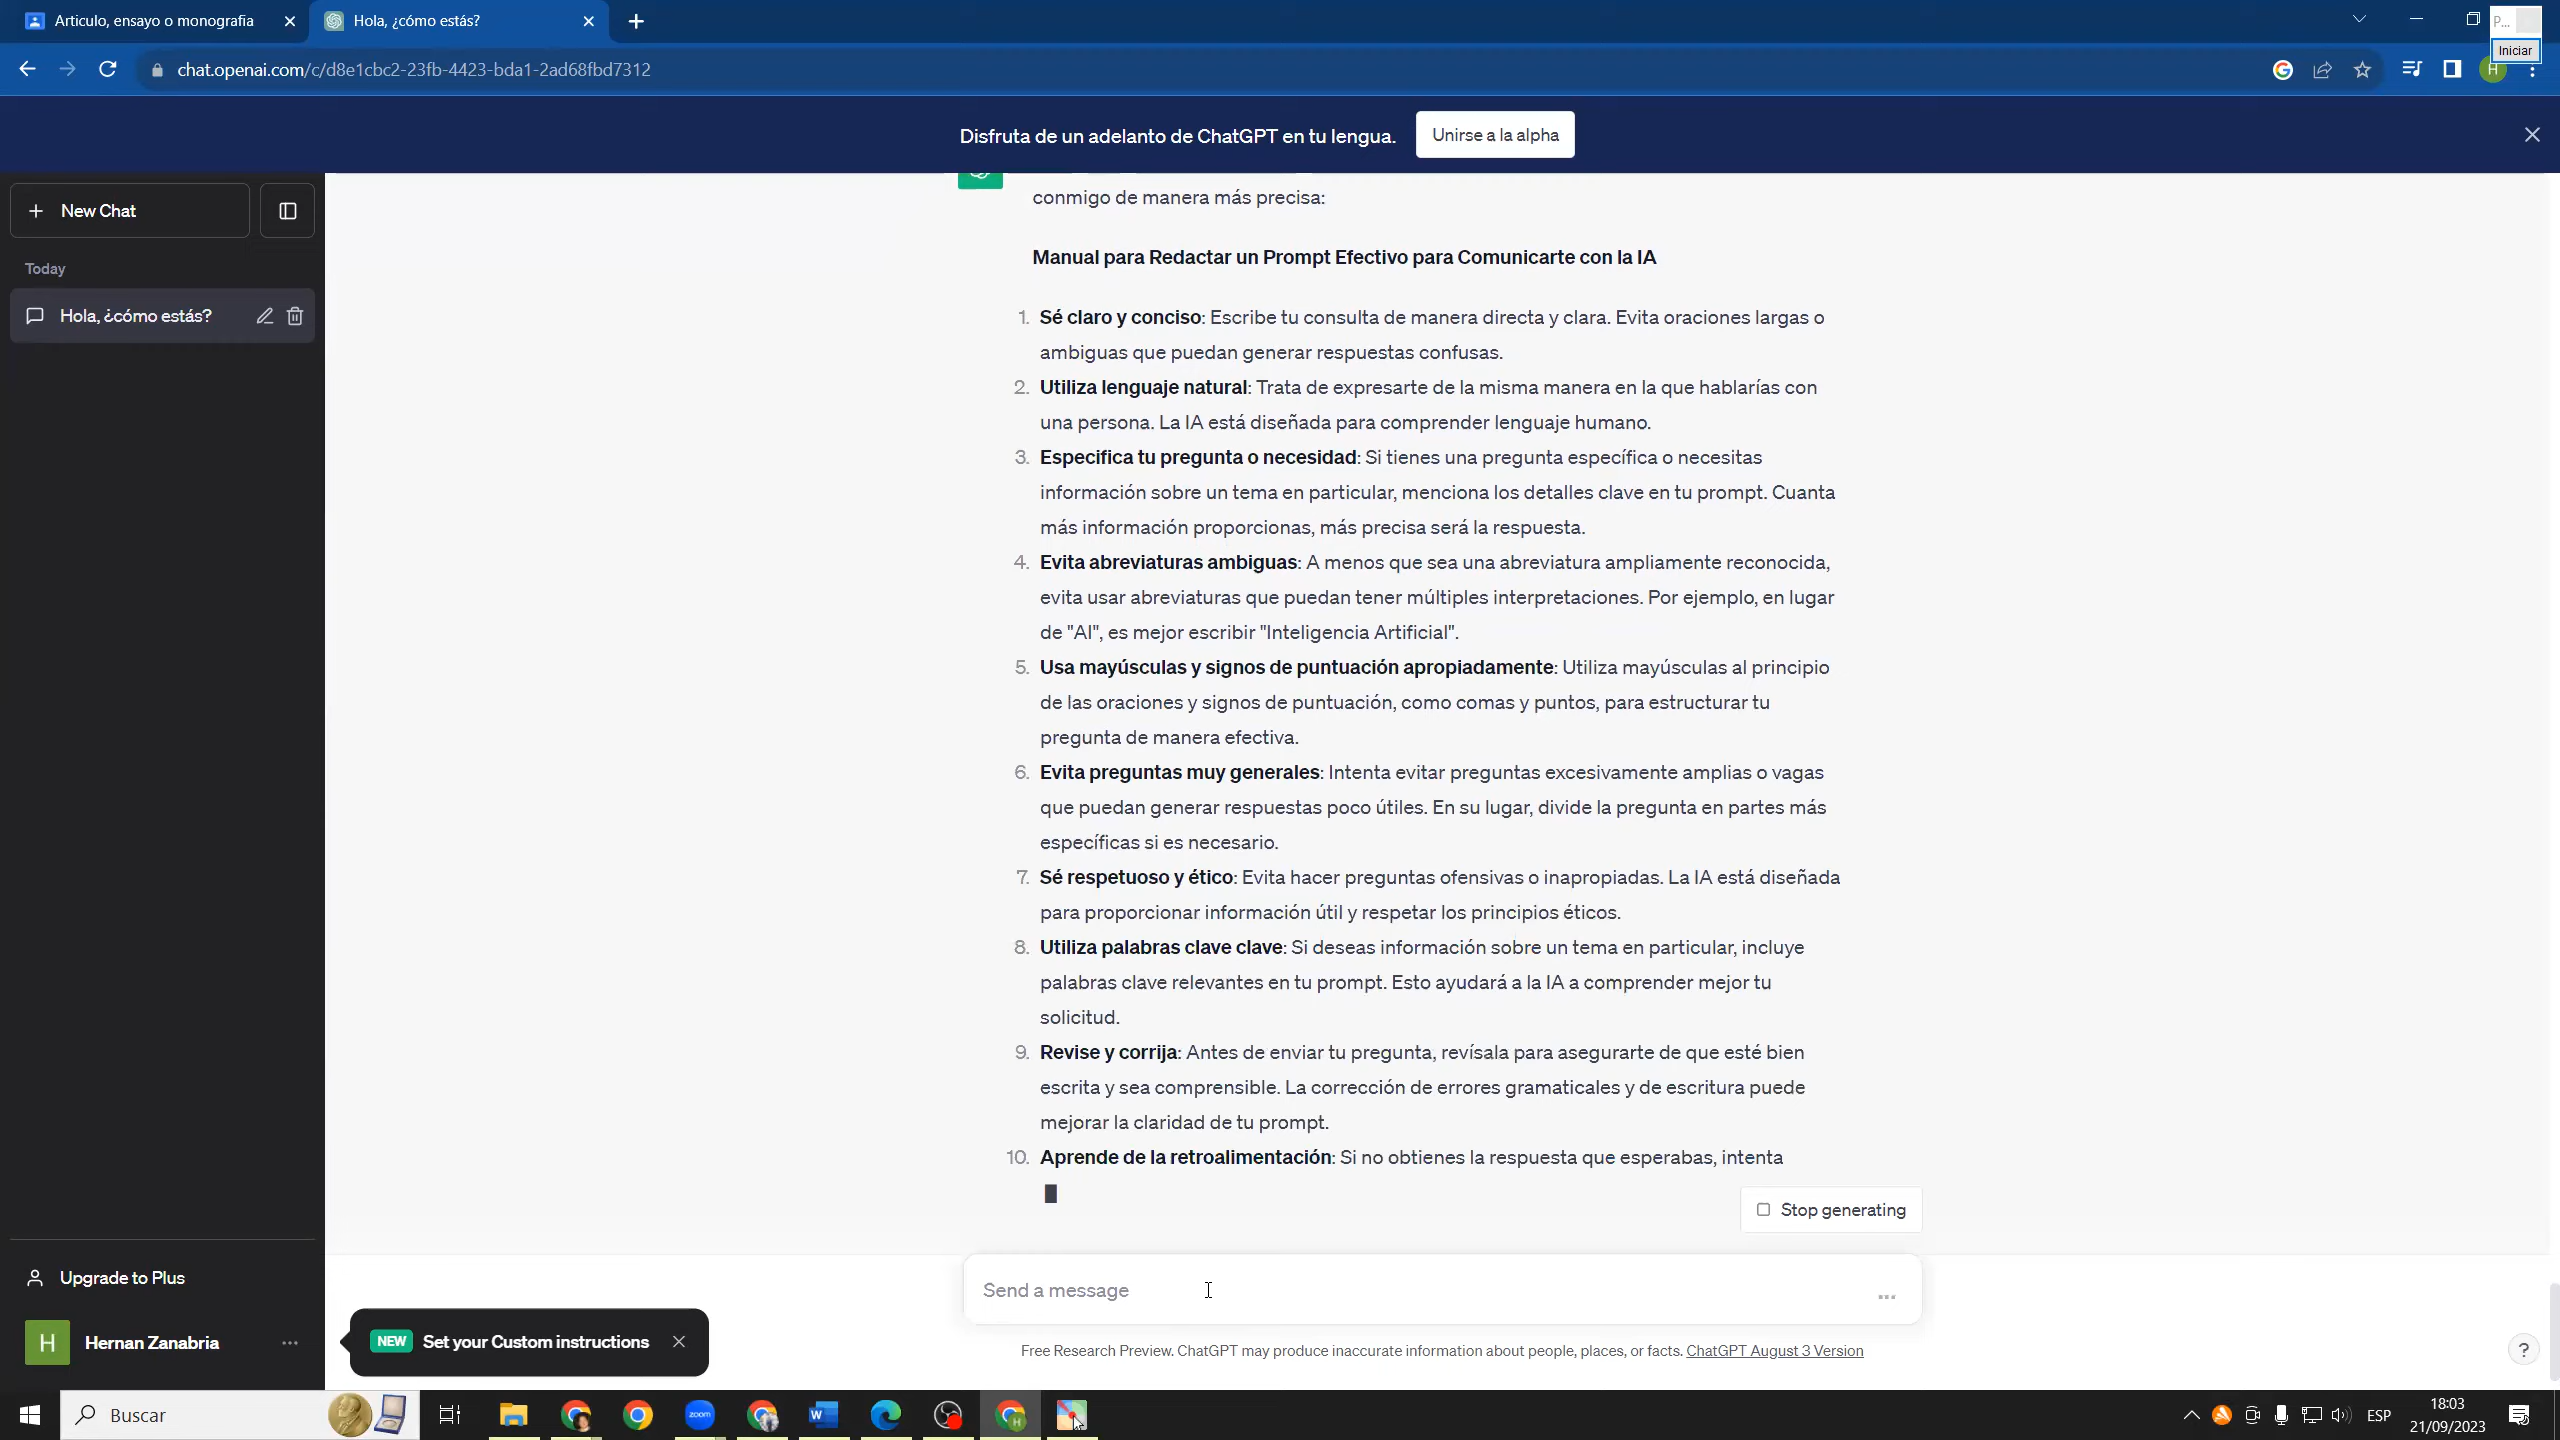 Articulo, ensayo o monografia
Hola, ¿cómo estás?
P...
Iniciar
chat.openai.com/c/d8e1cbc2-23fb-4423-bda1-2ad68fbd7312
H
Disfruta de un adelanto de ChatGPT en tu lengua.
Unirse a la alpha
New Chat
Today
Hola, ¿cómo estás?
conmigo de manera más precisa:
Manual para Redactar un Prompt Efectivo para Comunicarte con la IA
1. Sé claro y conciso: Escribe tu consulta de manera directa y clara. Evita oraciones largas o
ambiguas que puedan generar respuestas confusas.
2. Utiliza lenguaje natural: Trata de expresarte de la misma manera en la que hablarías con
una persona. La IA está diseñada para comprender lenguaje humano.
3. Especifica tu pregunta o necesidad: Si tienes una pregunta específica o necesitas
información sobre un tema en particular, menciona los detalles clave en tu prompt. Cuanta
más información proporcionas, más precisa será la respuesta.
4. Evita abreviaturas ambiguas: A menos que sea una abreviatura ampliamente reconocida,
evita usar abreviaturas que puedan tener múltiples interpretaciones. Por ejemplo, en lugar
de "AI", es mejor escribir "Inteligencia Artificial".
5. Usa mayúsculas y signos de puntuación apropiadamente: Utiliza mayúsculas al principio
de las oraciones y signos de puntuación, como comas y puntos, para estructurar tu
pregunta de manera efectiva.
6. Evita preguntas muy generales: Intenta evitar preguntas excesivamente amplias o vagas
que puedan generar respuestas poco útiles. En su lugar, divide la pregunta en partes más
específicas si es necesario.
7. Sé respetuoso y ético: Evita hacer preguntas ofensivas o inapropiadas. La IA está diseñada
para proporcionar información útil y respetar los principios éticos.
8. Utiliza palabras clave clave: Si deseas información sobre un tema en particular, incluye
palabras clave relevantes en tu prompt. Esto ayudará a la IA a comprender mejor tu
solicitud.
9. Revise y corrija: Antes de enviar tu pregunta, revísala para asegurarte de que esté bien
escrita y sea comprensible. La corrección de errores gramaticales y de escritura puede
mejorar la claridad de tu prompt.
10. Aprende de la retroalimentación: Si no obtienes la respuesta que esperabas, intenta
Stop generating
Send a message
Free Research Preview. ChatGPT may produce inaccurate information about people, places, or facts. ChatGPT August 3 Version
?
Upgrade to Plus
H Hernan Zanabria
NEW Set your Custom instructions
Buscar
zoom
W
H
ESP
18:03
21/09/2023